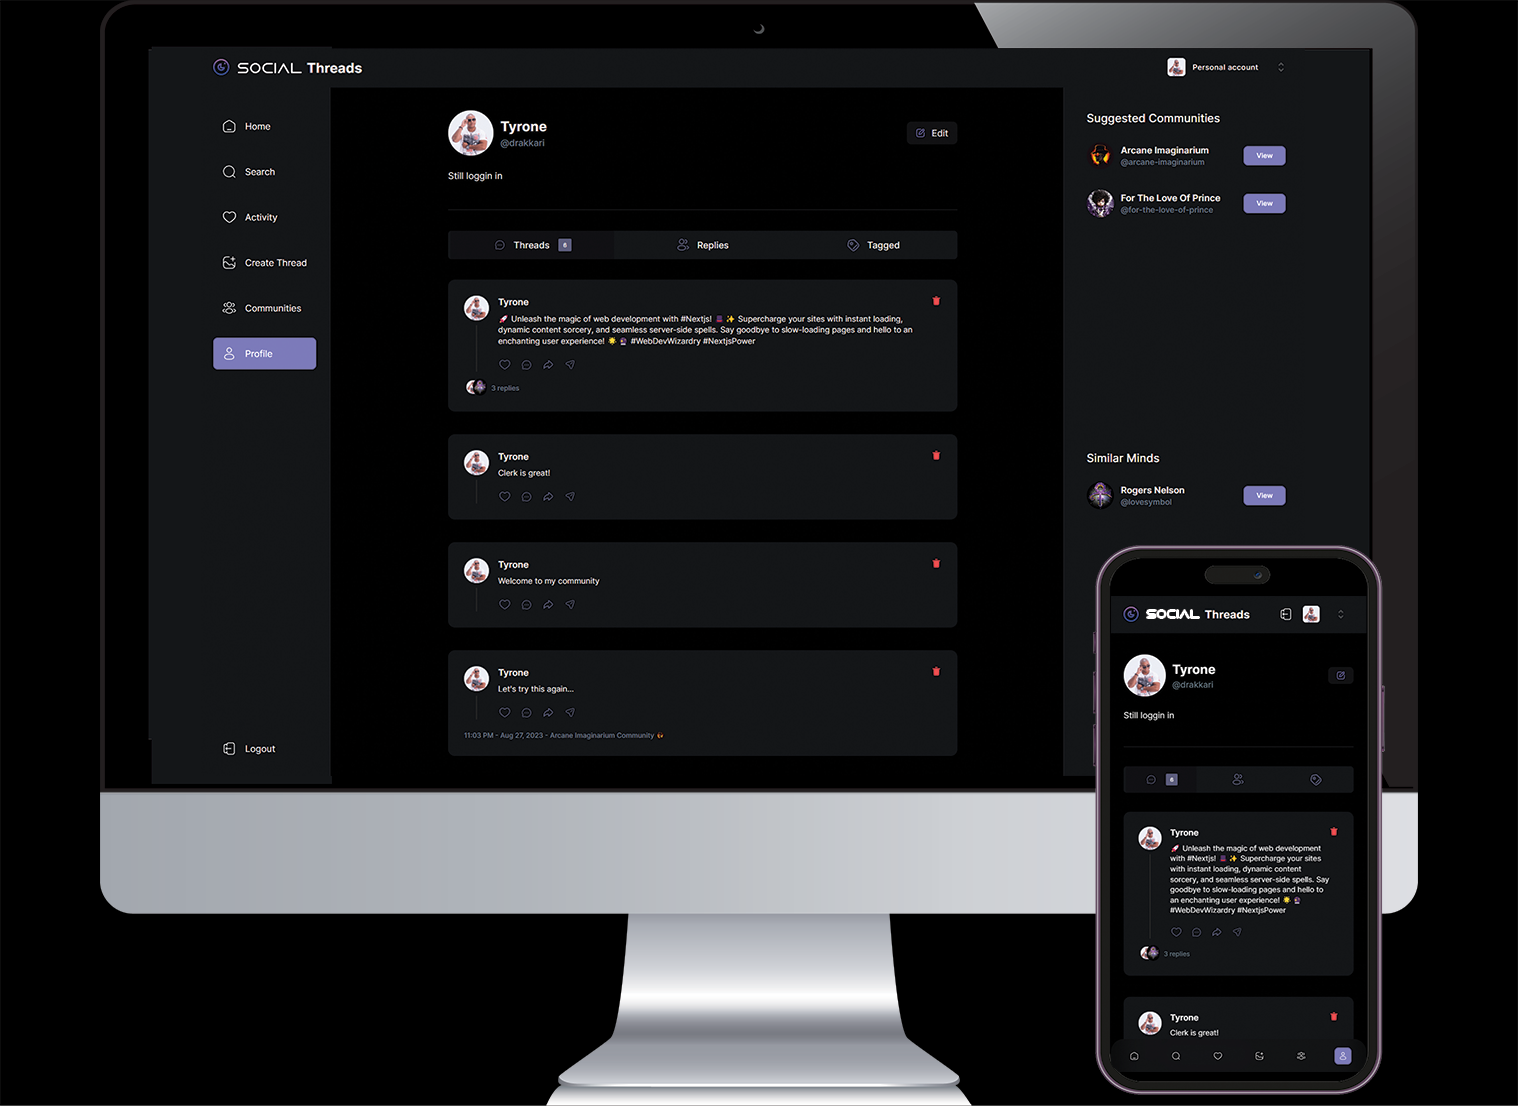 SOCIAL Threads
Personal account
Home
Search
Activity
Create Thread
Communities
Profile
Logout
Tyrone
@drakkari
Edit
Still loggin in
Threads 6
Replies
Tagged
Tyrone
🚀 Unleash the magic of web development with #Nextjs! 🎩 ✨ Supercharge your sites with instant loading,
dynamic content sorcery, and seamless server-side spells. Say goodbye to slow-loading pages and hello to an
enchanting user experience! 🌟 🔮 #WebDevWizardry #NextjsPower
3 replies
Tyrone
Clerk is great!
Tyrone
Welcome to my community
Tyrone
Let's try this again...
11:03 PM - Aug 27, 2023 - Arcane Imaginarium Community
Suggested Communities
Arcane Imaginarium
@arcane-imaginarium
View
For The Love Of Prince
@for-the-love-of-prince
View
Similar Minds
Rogers Nelson
@lovesymbol
View
SOCIAL Threads
Tyrone
@drakkari
Still loggin in
6
Tyrone
🚀 Unleash the magic of web development
with #Nextjs! 🎩 ✨ Supercharge your sites
with instant loading, dynamic content
sorcery, and seamless server-side spells. Say
goodbye to slow-loading pages and hello to
an enchanting user experience! 🌟 🔮
#WebDevWizardry #NextjsPower
3 replies
Tyrone
Clerk is great!